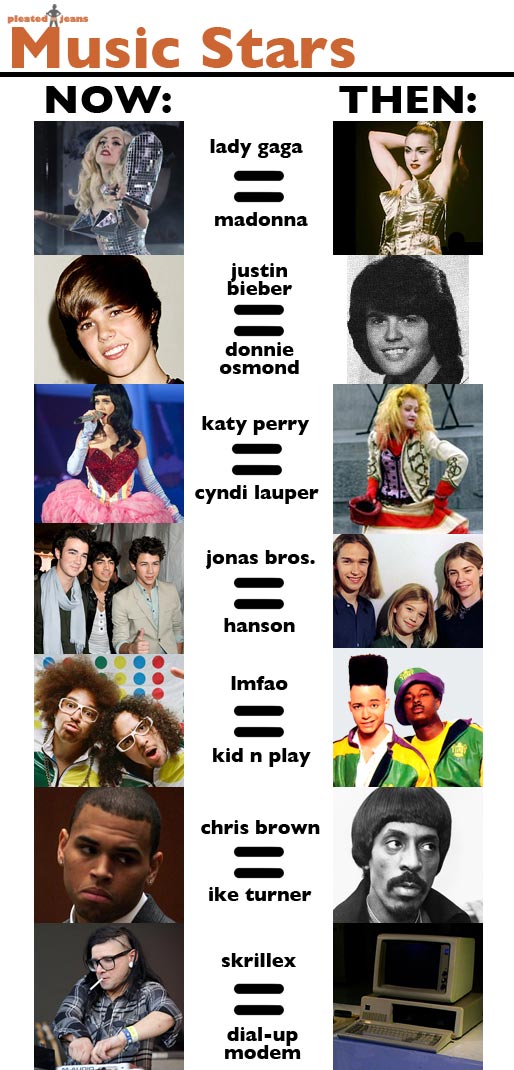 pleated jeans
Music Stars
NOW:
THEN:
lady gaga
=
madonna
justin
bieber
=
donnie
osmond
katy perry
=
cyndi lauper
jonas bros.
=
hanson
lmfao
=
kid n play
chris brown
=
ike turner
skrillex
=
dial-up
modem